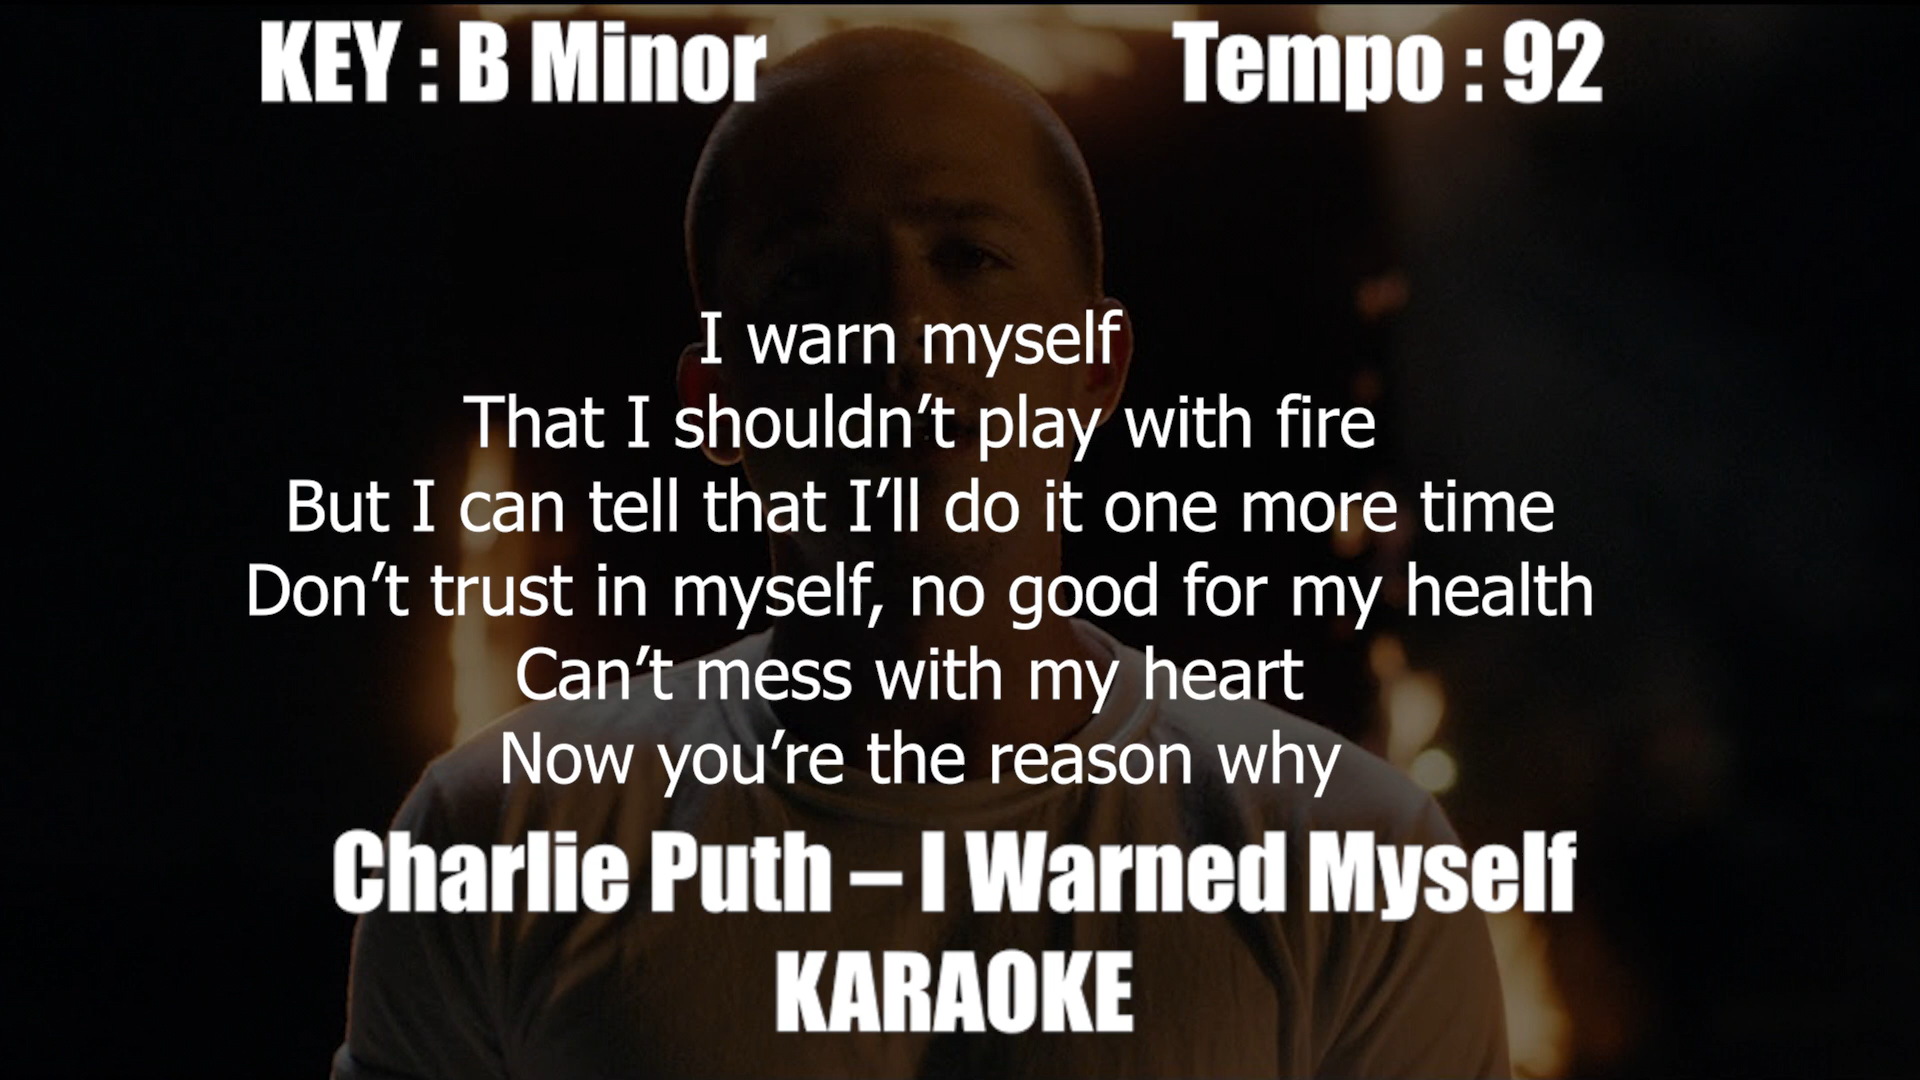 KEY : B Minor
Tempo : 92
I warn myself
That I shouldn’t play with fire
But I can tell that I’ll do it one more time
Don’t trust in myself, no good for my health
Can’t mess with my heart
Now you’re the reason why
Charlie Puth – I Warned Myself
KARAOKE